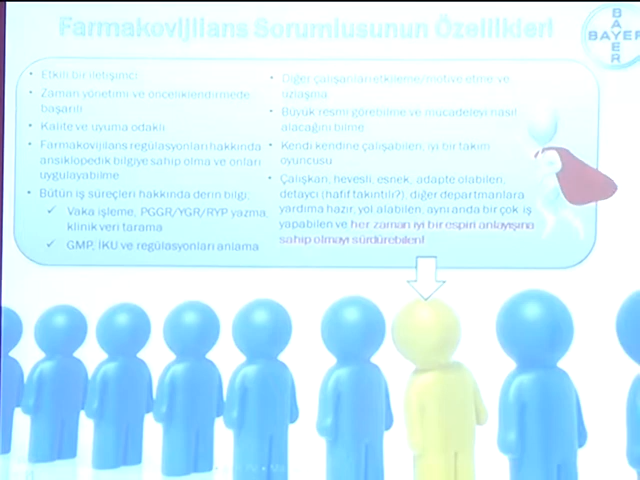 Farmakovijilans Sorumlusunun Özellikleri
BAYER
BAYER
• Etkili bir iletişimci
• Zaman yönetimi ve önceliklendirmede
başarılı
• Kalite ve uyuma odaklı
• Farmakovijilans regülasyonları hakkında
ansiklopedik bilgiye sahip olma ve onları
uygulayabilme
• Bütün iş süreçleri hakkında derin bilgi;
✓ Vaka işleme, PGGR/YGR/RYP yazma,
klinik veri tarama
✓ GMP, İKU ve regülasyonları anlama
• Diğer çalışanları etkileme/motive etme ve
uzlaşma
• Büyük resmi görebilme ve mücadeleyi nasıl
alacağını bilme
• Kendi kendine çalışabilen, iyi bir takım
oyuncusu
• Çalışkan, hevesli, esnek, adapte olabilen,
detaycı (hafif takıntılı?), diğer departmanlara
yardıma hazır, yol alabilen, aynı anda bir çok iş
yapabilen ve her zaman iyi bir espiri anlayışına
sahip olmayı sürdürebilen!